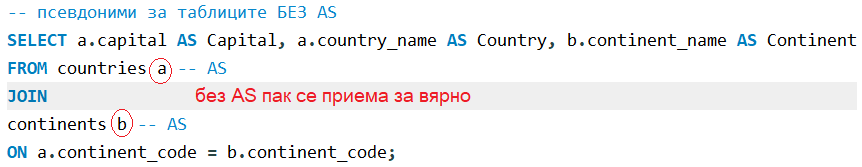 -- псевдоними за таблиците БЕЗ AS
SELECT a.capital AS Capital, a.country_name AS Country, b.continent_name AS Continent
FROM countries a -- AS
JOIN без AS пак се приема за вярно
continents b -- AS
ON a.continent_code = b.continent_code;